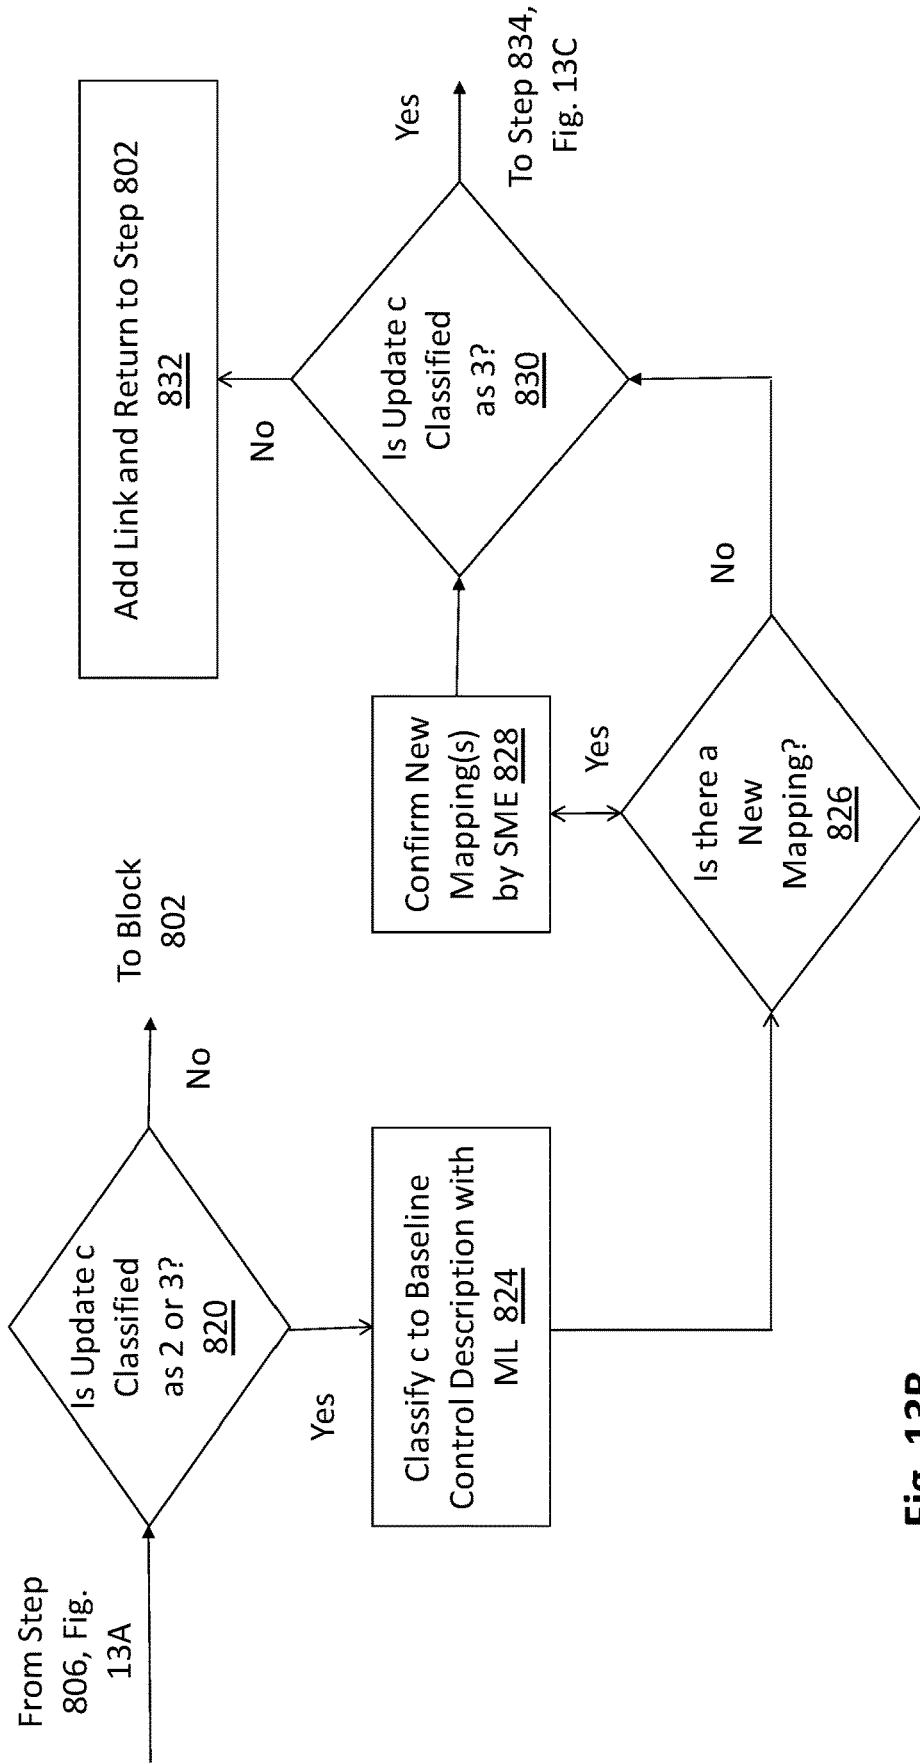 From Step
806, Fig.
13A
Is Update c
Classified
as 2 or 3?
820
No
To Block
802
Yes
Classify c to Baseline
Control Description with
ML 824
Is there a
New
Mapping?
826
Yes
No
Confirm New
Mapping(s)
by SME 828
Is Update c
Classified
as 3?
830
No
Yes
Add Link and Return to Step 802
832
To Step 834,
Fig. 13C
Fig. 13B